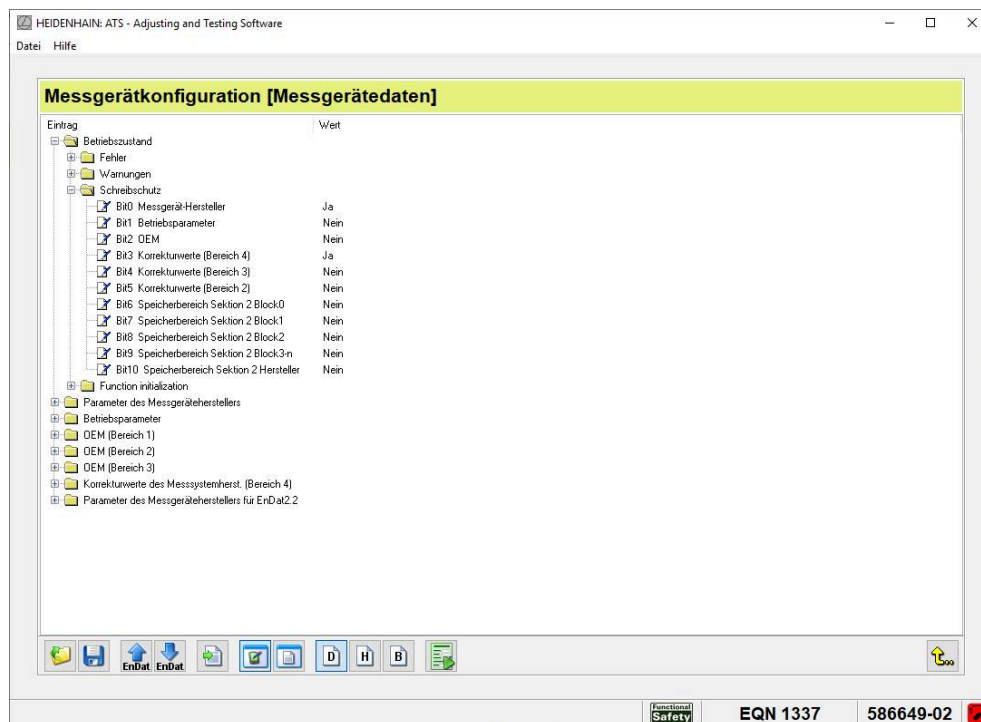 HEIDENHAIN: ATS - Adjusting and Testing Software
Datei Hilfe
Messgerätkonfiguration [Messgerätedaten]
Eintrag Wert
Betriebszustand
Fehler
Warnungen
Schreibschutz
Bit0 Messgerät-Hersteller Ja
Bit1 Betriebsparameter Nein
Bit2 OEM Nein
Bit3 Korrekturwerte (Bereich 4) Ja
Bit4 Korrekturwerte (Bereich 3) Nein
Bit5 Korrekturwerte (Bereich 2) Nein
Bit6 Speicherbereich Sektion 2 Block0 Nein
Bit7 Speicherbereich Sektion 2 Block1 Nein
Bit8 Speicherbereich Sektion 2 Block2 Nein
Bit9 Speicherbereich Sektion 2 Block3-n Nein
Bit10 Speicherbereich Sektion 2 Hersteller Nein
Function initialization
Parameter des Messgeräteherstellers
Betriebsparameter
OEM (Bereich 1)
OEM (Bereich 2)
OEM (Bereich 3)
Korrekturwerte des Messsystemherst. (Bereich 4)
Parameter des Messgeräteherstellers für EnDat2.2
EnDat EnDat D H B
Functional
Safety EQN 1337 586649-02